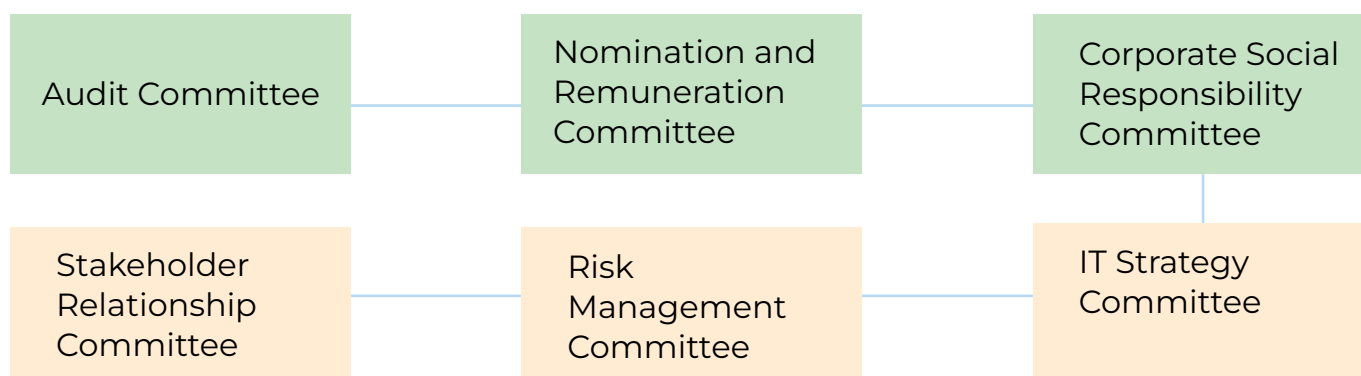 Audit Committee
Nomination and
Remuneration
Committee
Corporate Social
Responsibility
Committee
Stakeholder
Relationship
Committee
Risk
Management
Committee
IT Strategy
Committee